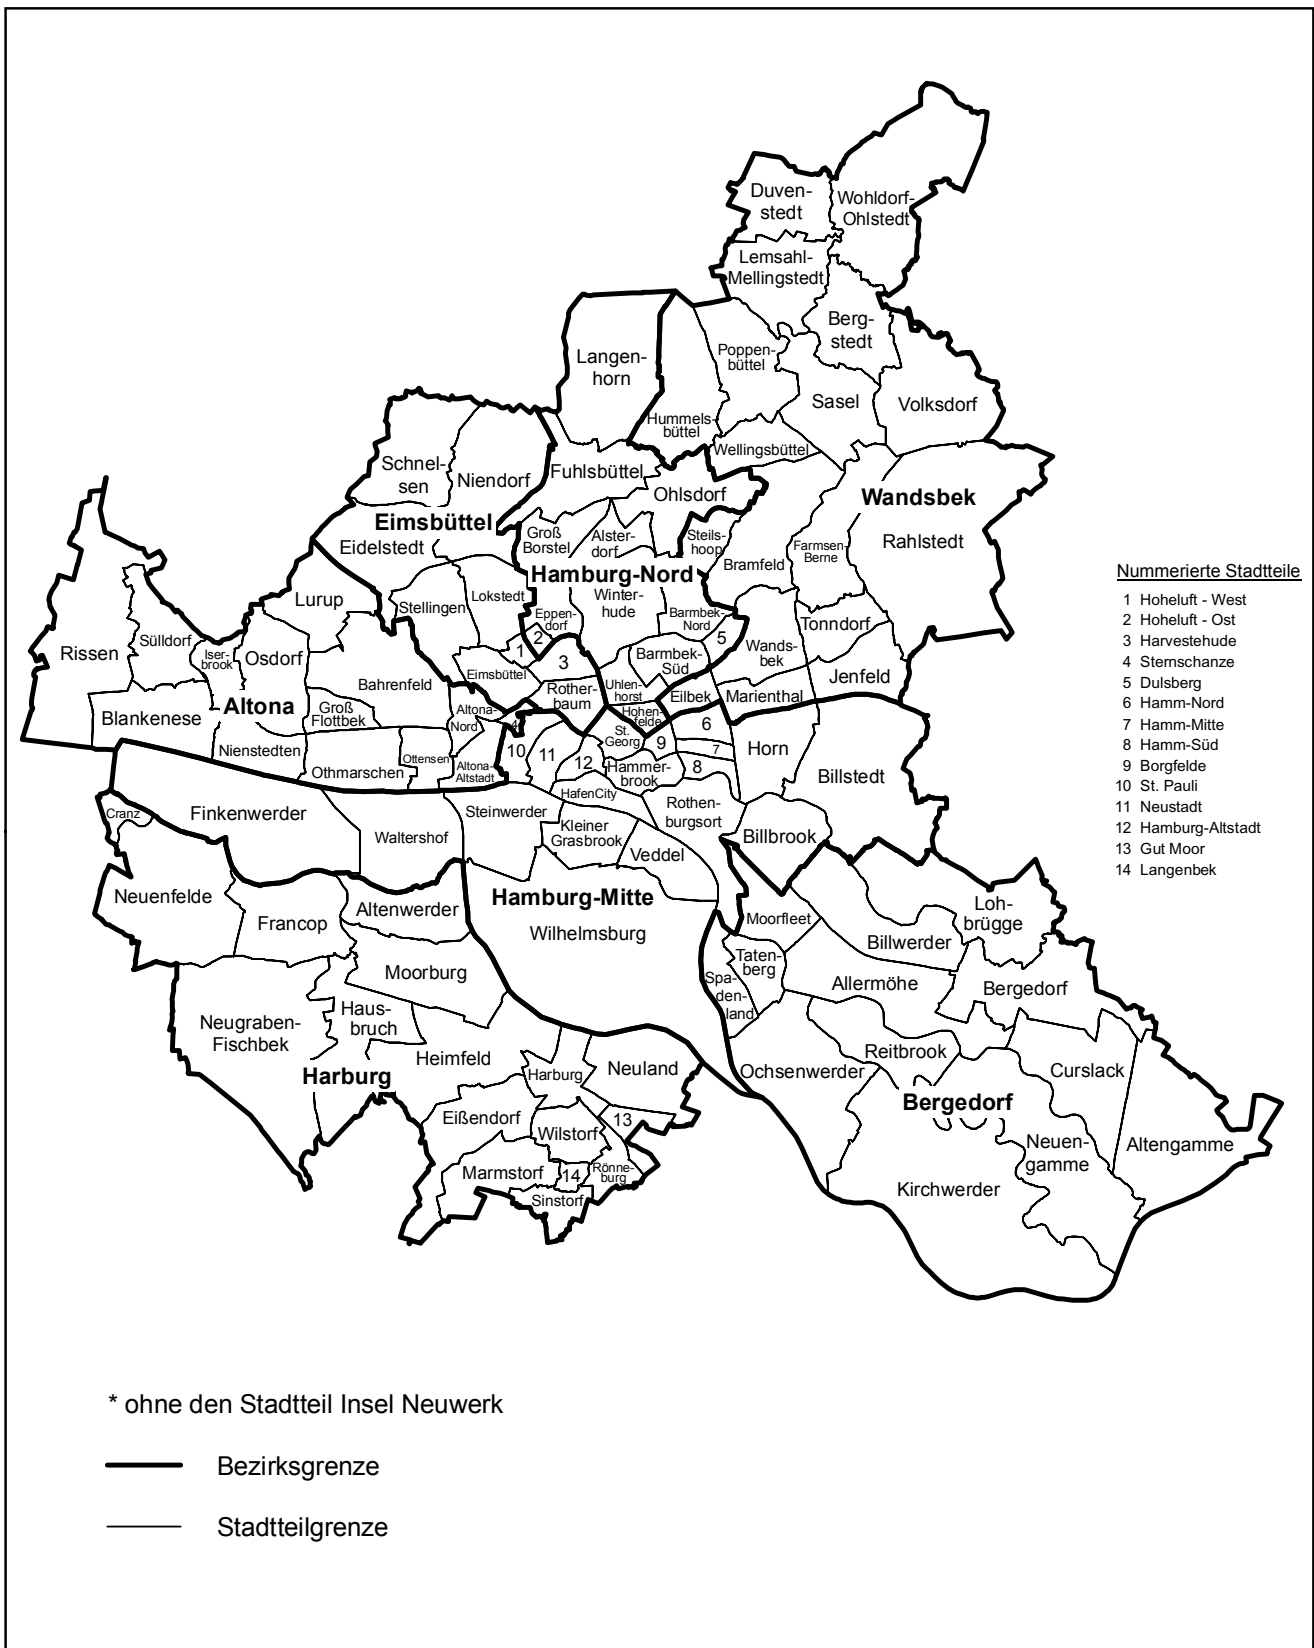 Duven-
stedt
Wohldorf-
Ohlstedt
Lemsahl-
Mellingstedt
Berg-
stedt
Poppen-
büttel
Langen-
horn
Sasel
Volksdorf
Hummels-
büttel
Wellingsbüttel
Schnel-
sen
Niendorf
Fuhlsbüttel
Ohlsdorf
Wandsbek
Eimsbüttel
Eidelstedt
Groß
Borstel
Alster-
dorf
Steils-
hoop
Bramfeld
Farmsen-
Berne
Rahlstedt
Hamburg-Nord
Winter-
hude
Lurup
Stellingen
Lokstedt
Eppen-
dorf
Barmbek-
Nord
5
Tonndorf
Sülldorf
Iser-
brook
Osdorf
Rissen
1
2
3
Barmbek-
Süd
Wands-
bek
Jenfeld
Bahrenfeld
Eimsbüttel
Rother-
baum
Uhlen-
horst
Eilbek
Marienthal
Blankenese
Altona
Groß
Flottbek
Altona-
Nord
4
Hohen-
felde
St.
Georg
9
6
7
8
Horn
Billstedt
Nienstedten
Othmarschen
Ottensen
Altona-
Altstadt
10
11
12
Hammer-
brook
HafenCity
Rothen-
burgsort
Cranz
Finkenwerder
Waltershof
Steinwerder
Kleiner
Grasbrook
Veddel
Billbrook
Neuenfelde
Francop
Altenwerder
Hamburg-Mitte
Wilhelmsburg
Moorfleet
Billwerder
Loh-
brügge
Moorburg
Taten-
berg
Spa-
den-
land
Allermöhe
Bergedorf
Neugraben-
Fischbek
Haus-
bruch
Heimfeld
Harburg
Harburg
Neuland
Ochsenwerder
Reitbrook
Curslack
Bergedorf
Eißendorf
Wilstorf
13
Neuen-
gamme
Altengamme
Marmstorf
14
Rönne-
burg
Sinstorf
Kirchwerder
Nummerierte Stadtteile
1 Hoheluft - West
2 Hoheluft - Ost
3 Harvestehude
4 Sternschanze
5 Dulsberg
6 Hamm-Nord
7 Hamm-Mitte
8 Hamm-Süd
9 Borgfelde
10 St. Pauli
11 Neustadt
12 Hamburg-Altstadt
13 Gut Moor
14 Langenbek
* ohne den Stadtteil Insel Neuwerk
Bezirksgrenze
Stadtteilgrenze